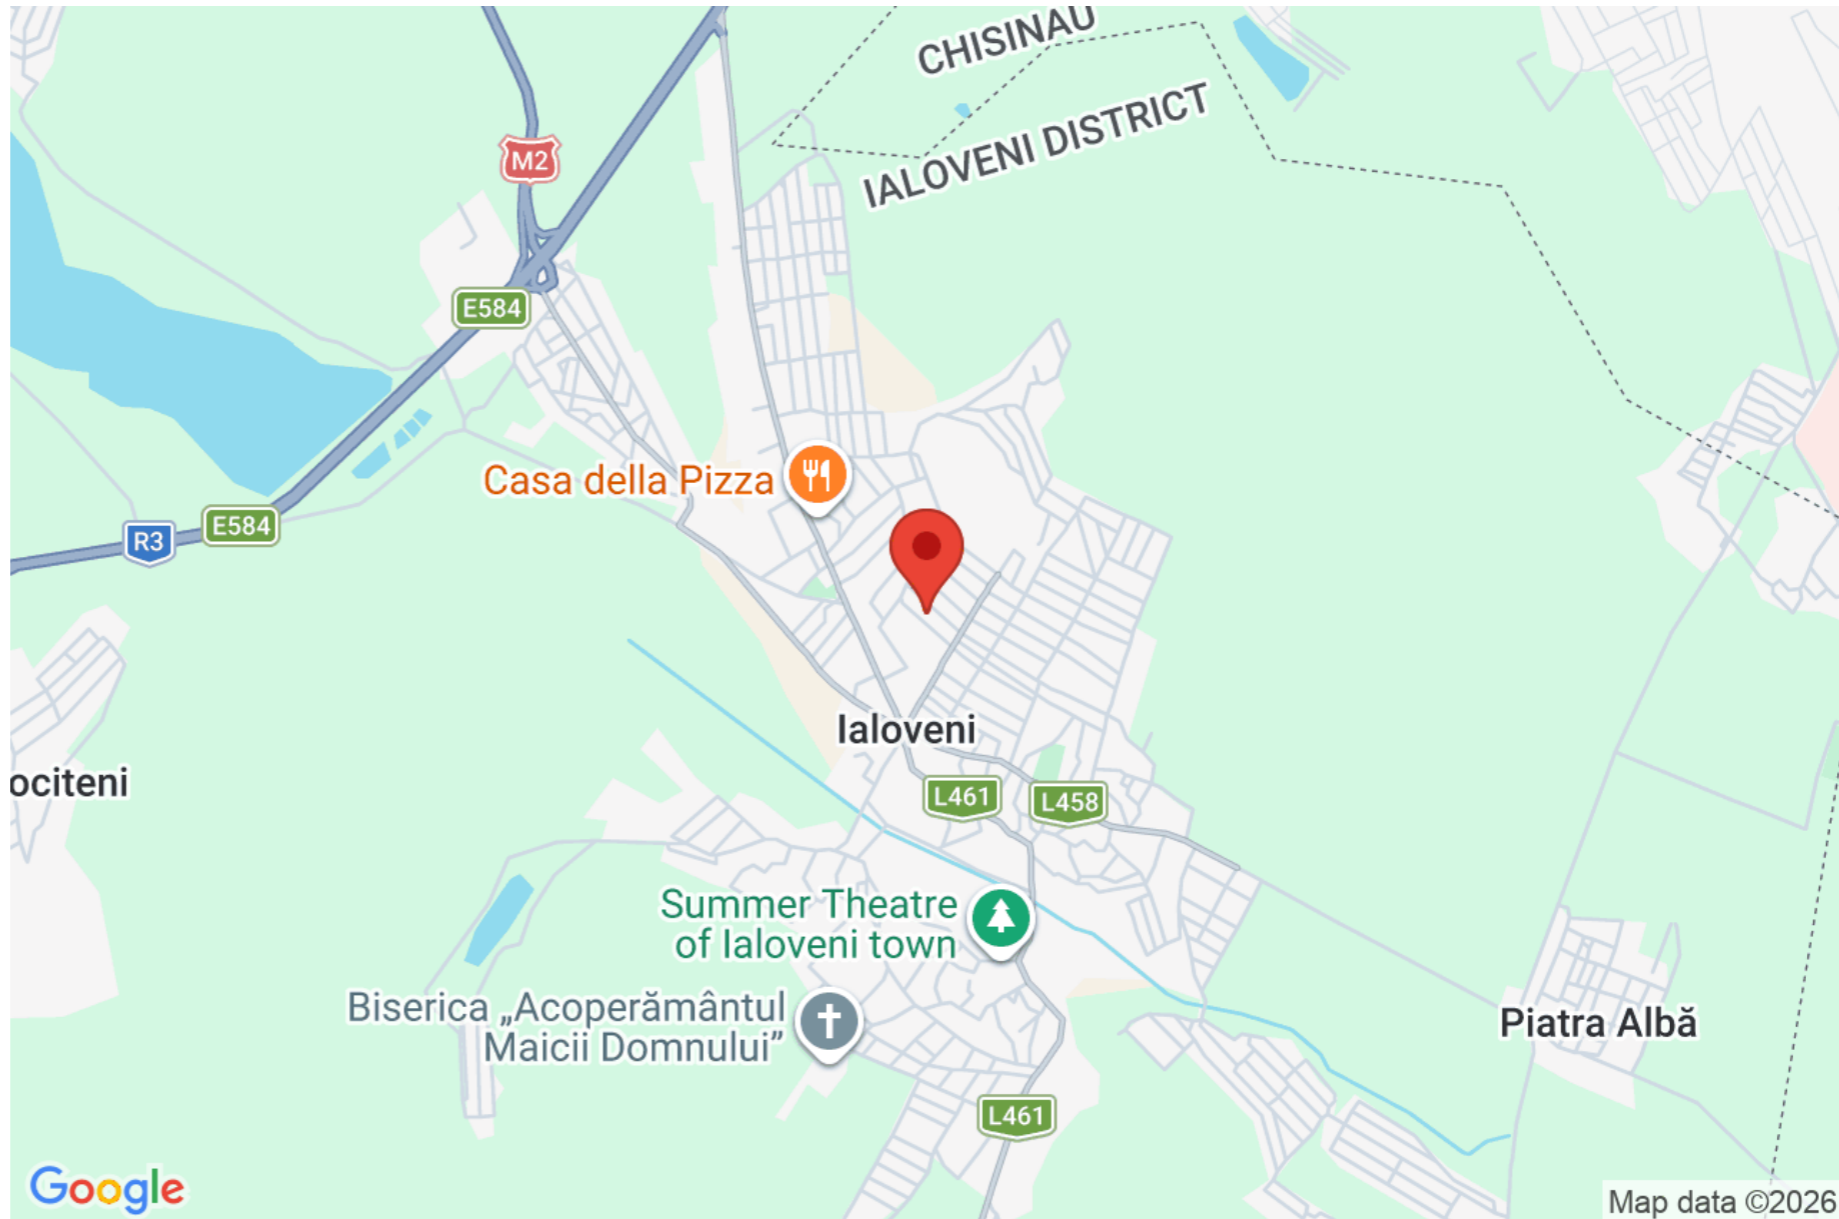 CHISINAU
IALOVENI DISTRICT
M2
E584
Casa della Pizza
E584
R3
Ialoveni
ociteni
L461
L458
Summer Theatre
of Ialoveni town
Biserica „Acoperământul
Maicii Domnului”
Piatra Albă
L461
Google
Map data ©2026